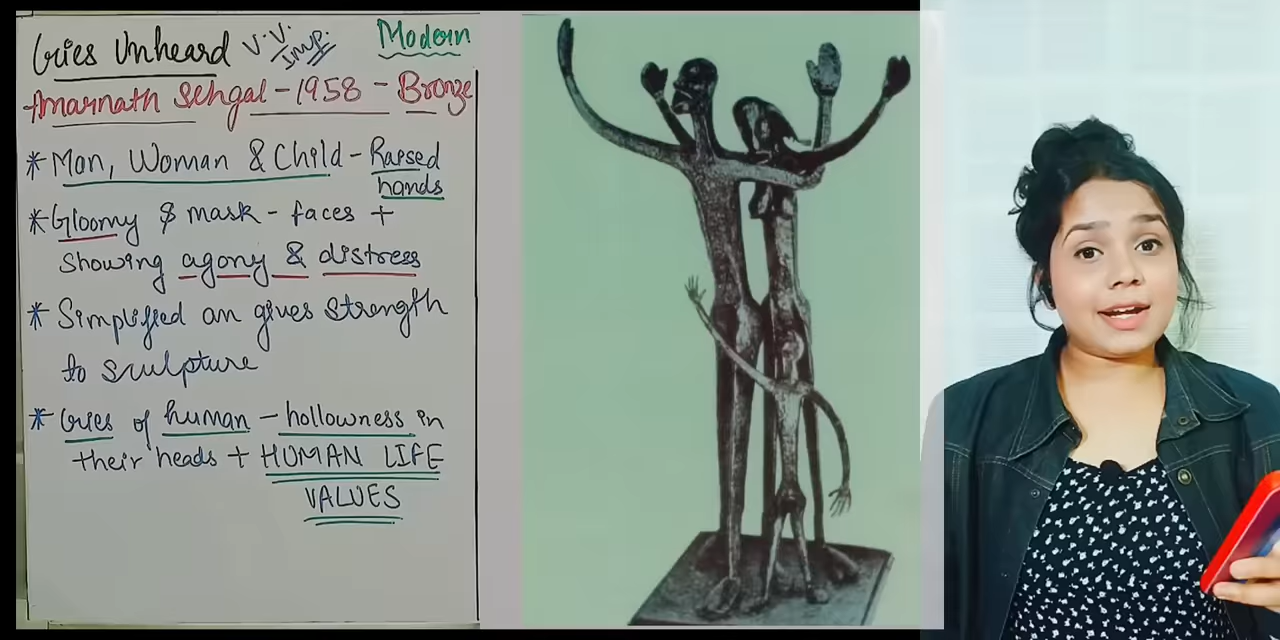 Cries Unheard V.V. Imp. Modern
Amarnath Sehgal - 1958 - Bronze
* Man, Woman & Child - Raised
hands
* Gloomy & mask - faces +
showing agony & distress
* Simplified an gives strength
to sculpture
* Cries of human - hollowness in
their heads + HUMAN LIFE
VALUES